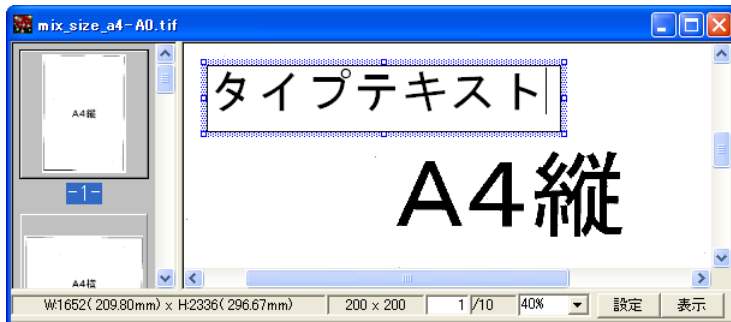 mix_size_a4-A0.tif
A4縦
-1-
A4横
タイプテキスト
A4縦
W:1652( 209.80mm) x H:2336( 296.67mm)
200 x 200
1 /10
40%
設定
表示